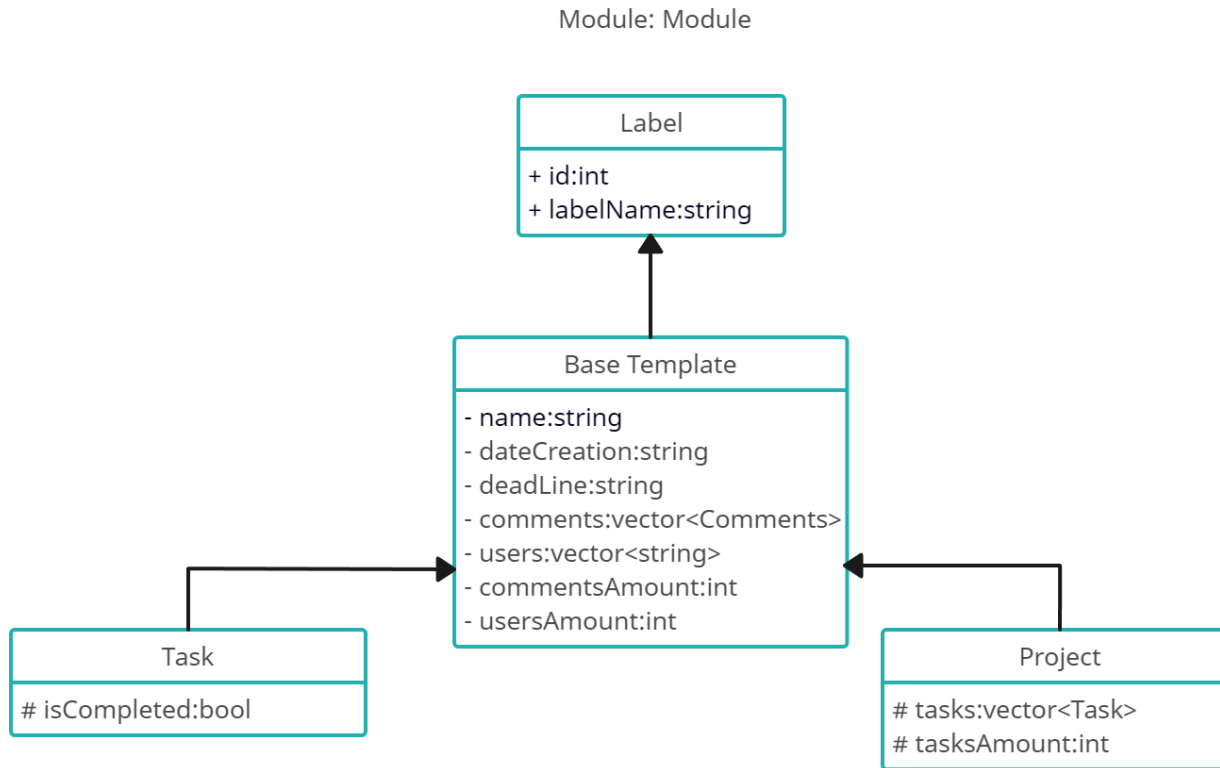 Module: Module
Label
+ id:int
+ labelName:string
Base Template
- name:string
- dateCreation:string
- deadLine:string
- comments:vector<Comments>
- users:vector<string>
- commentsAmount:int
- usersAmount:int
Task
# isCompleted:bool
Project
# tasks:vector<Task>
# tasksAmount:int